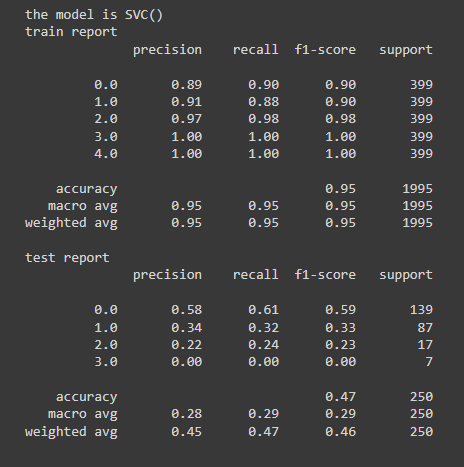 the model is SVC()
train report
precision recall f1-score support
0.0 0.89 0.90 0.90 399
1.0 0.91 0.88 0.90 399
2.0 0.97 0.98 0.98 399
3.0 1.00 1.00 1.00 399
4.0 1.00 1.00 1.00 399
accuracy 0.95 1995
macro avg 0.95 0.95 0.95 1995
weighted avg 0.95 0.95 0.95 1995
test report
precision recall f1-score support
0.0 0.58 0.61 0.59 139
1.0 0.34 0.32 0.33 87
2.0 0.22 0.24 0.23 17
3.0 0.00 0.00 0.00 7
accuracy 0.47 250
macro avg 0.28 0.29 0.29 250
weighted avg 0.45 0.47 0.46 250